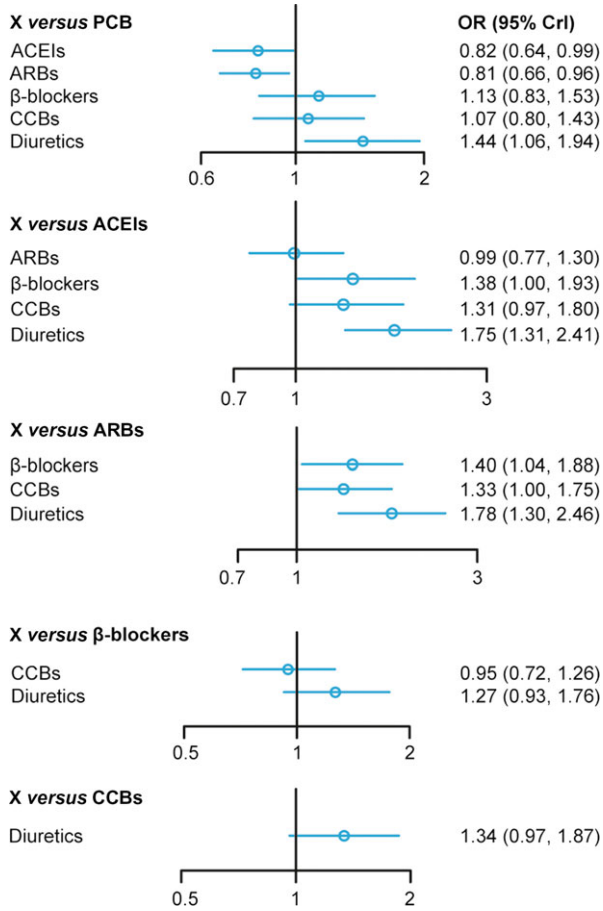 X versus PCB OR (95% CrI)
ACEIs 0.82 (0.64, 0.99)
ARBs 0.81 (0.66, 0.96)
β-blockers 1.13 (0.83, 1.53)
CCBs 1.07 (0.80, 1.43)
Diuretics 1.44 (1.06, 1.94)
0.6 1 2
X versus ACEIs
ARBs 0.99 (0.77, 1.30)
β-blockers 1.38 (1.00, 1.93)
CCBs 1.31 (0.97, 1.80)
Diuretics 1.75 (1.31, 2.41)
0.7 1 3
X versus ARBs
β-blockers 1.40 (1.04, 1.88)
CCBs 1.33 (1.00, 1.75)
Diuretics 1.78 (1.30, 2.46)
0.7 1 3
X versus β-blockers
CCBs 0.95 (0.72, 1.26)
Diuretics 1.27 (0.93, 1.76)
0.5 1 2
X versus CCBs
Diuretics 1.34 (0.97, 1.87)
0.5 1 2